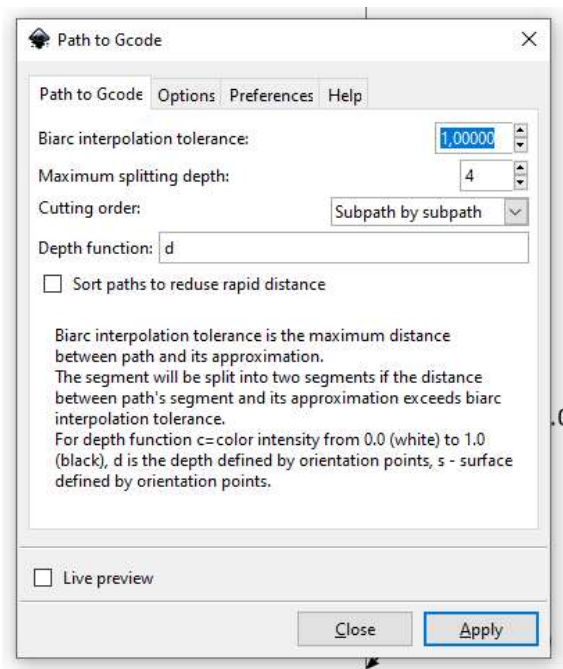 Path to Gcode
Path to Gcode Options Preferences Help
Biarc interpolation tolerance: 1,00000
Maximum splitting depth: 4
Cutting order: Subpath by subpath
Depth function: d
Sort paths to reduse rapid distance
Biarc interpolation tolerance is the maximum distance
between path and its approximation.
The segment will be split into two segments if the distance
between path's segment and its approximation exceeds biarc
interpolation tolerance.
For depth function c=color intensity from 0.0 (white) to 1.0
(black), d is the depth defined by orientation points, s - surface
defined by orientation points.
Live preview
Close Apply